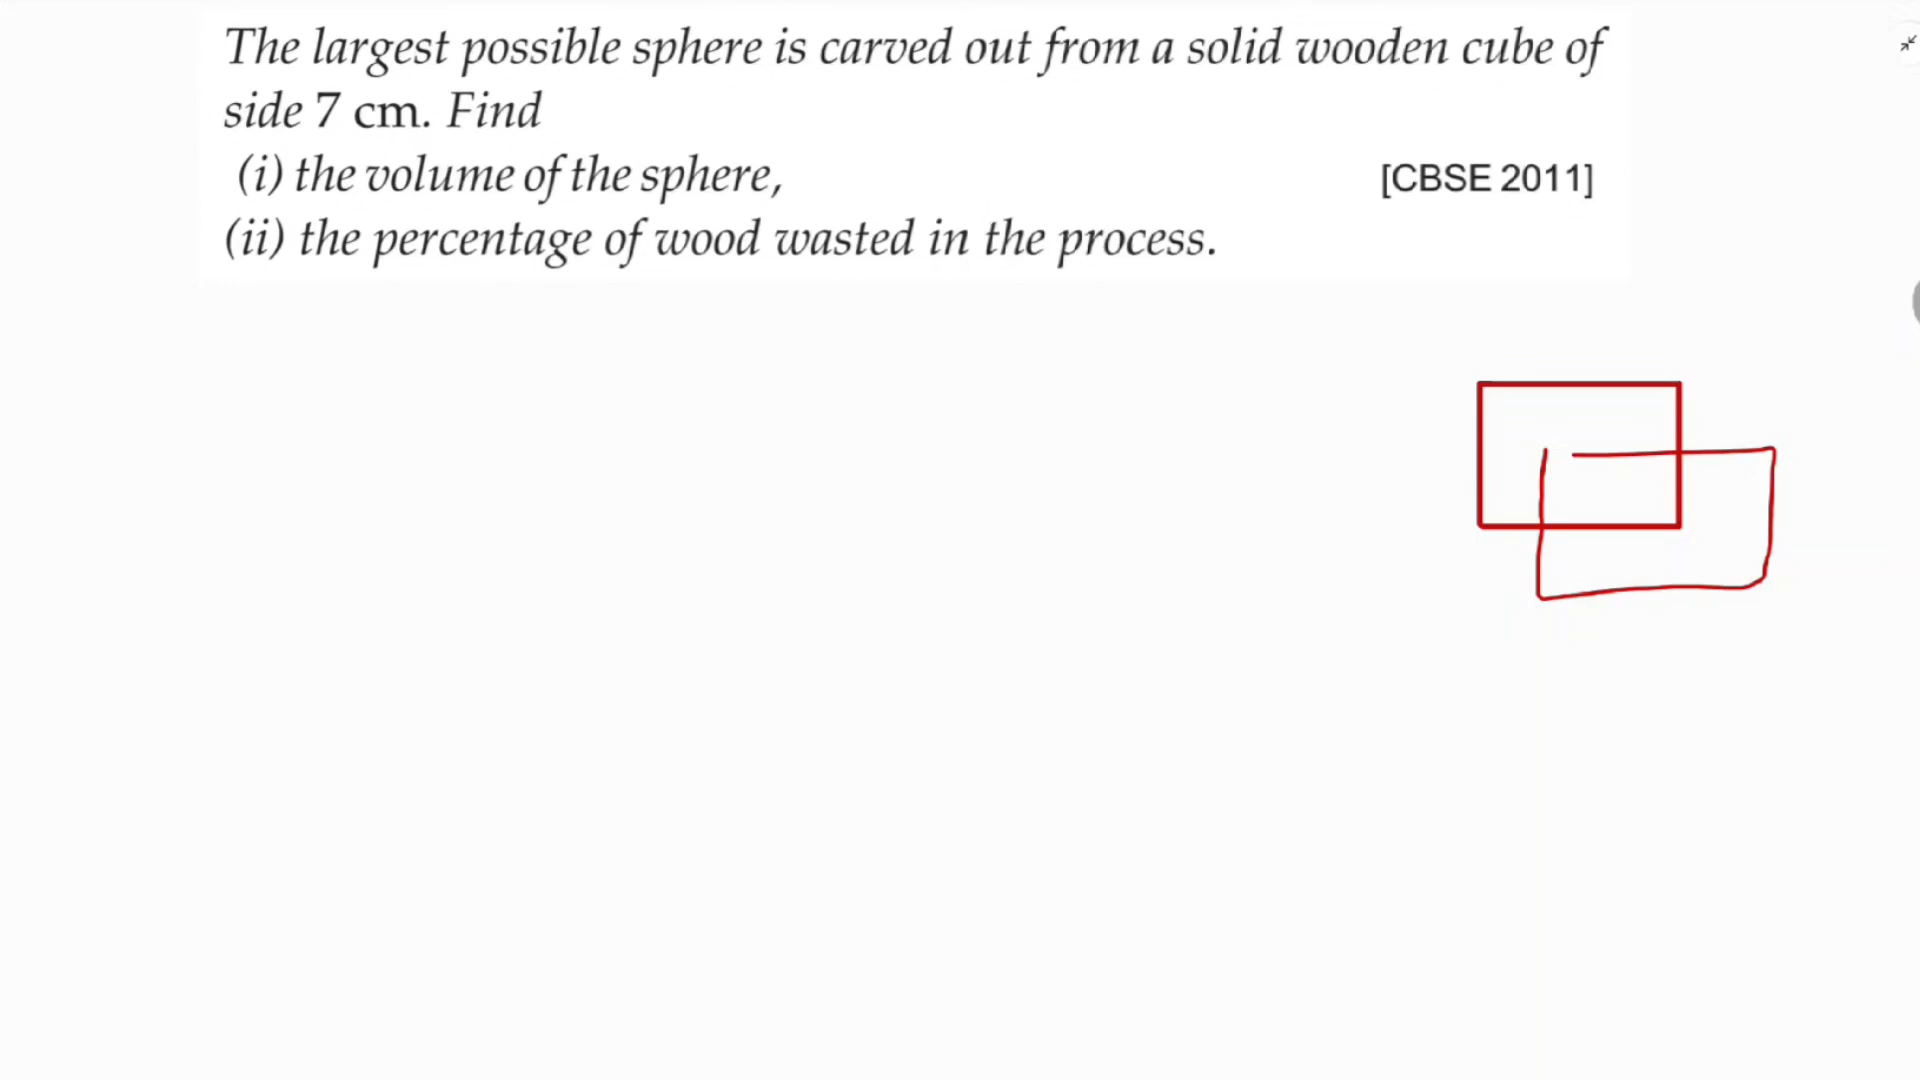 The largest possible sphere is carved out from a solid wooden cube of
side 7 cm. Find
(i) the volume of the sphere, [CBSE 2011]
(ii) the percentage of wood wasted in the process.